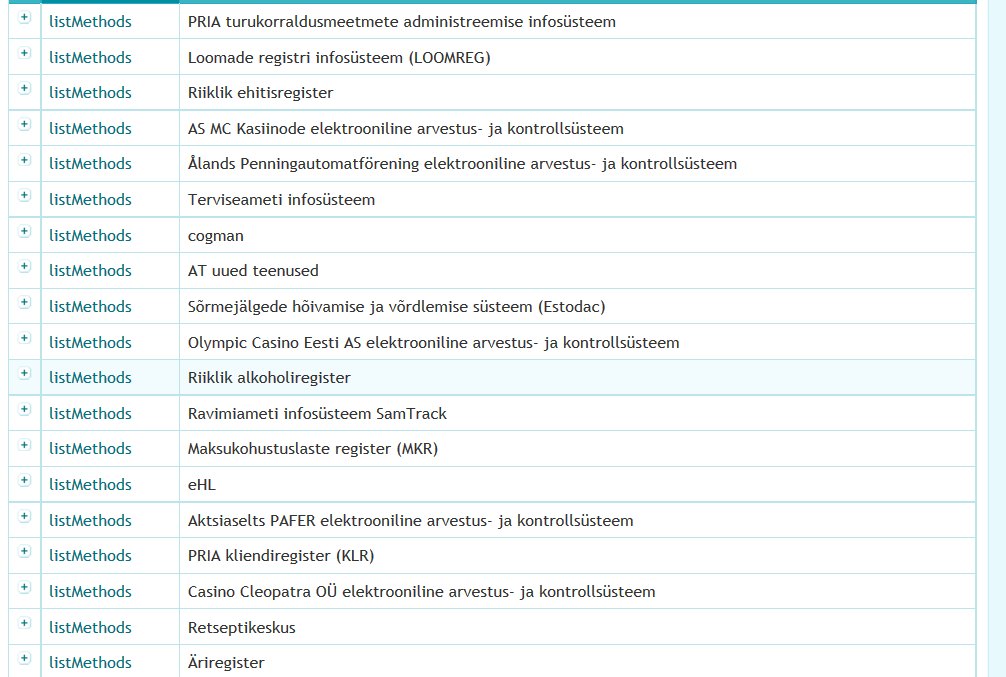 listMethods PRIA turukorraldusmeetmete administreemise infosüsteem
listMethods Loomade registri infosüsteem (LOOMREG)
listMethods Riiklik ehitisregister
listMethods AS MC Kasiinode elektrooniline arvestus- ja kontrollsüsteem
listMethods Ålands Penningautomatförening elektrooniline arvestus- ja kontrollsüsteem
listMethods Terviseameti infosüsteem
listMethods cogman
listMethods AT uued teenused
listMethods Sõrmejälgede hõivamise ja võrdlemise süsteem (Estodac)
listMethods Olympic Casino Eesti AS elektrooniline arvestus- ja kontrollsüsteem
listMethods Riiklik alkoholiregister
listMethods Ravimiameti infosüsteem SamTrack
listMethods Maksukohustuslaste register (MKR)
listMethods eHL
listMethods Aktsiaselts PAFER elektrooniline arvestus- ja kontrollsüsteem
listMethods PRIA kliendiregister (KLR)
listMethods Casino Cleopatra OÜ elektrooniline arvestus- ja kontrollsüsteem
listMethods Retseptikeskus
listMethods Äriregister